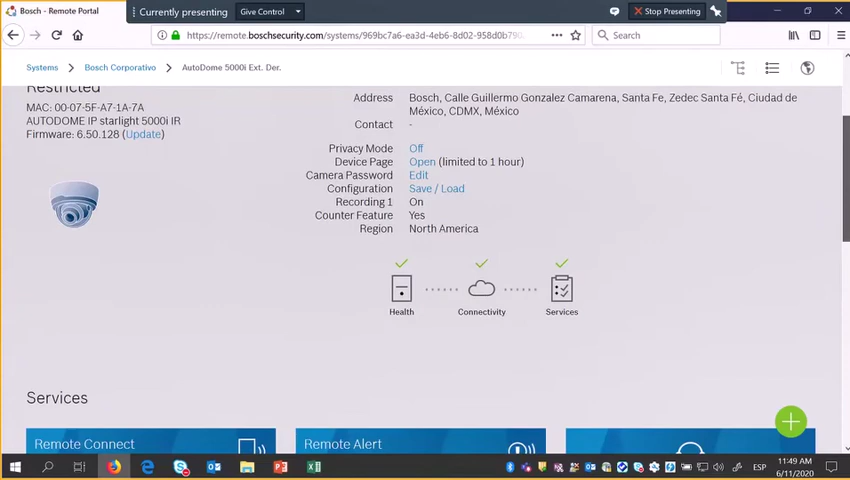 Bosch - Remote Portal
Currently presenting
Give Control
Stop Presenting
https://remote.boschsecurity.com/systems/969bc7a6-ea3d-4eb6-8d02-958d0b790
Search
Systems
Bosch Corporativo
AutoDome 5000i Ext. Der.
Restricted
MAC: 00-07-5F-A7-1A-7A
AUTODOME IP starlight 5000i IR
Firmware: 6.50.128 (Update)
Address Bosch, Calle Guillermo Gonzalez Camarena, Santa Fe, Zedec Santa Fé, Ciudad de
México, CDMX, México
Contact -
Privacy Mode Off
Device Page Open (limited to 1 hour)
Camera Password Edit
Configuration Save / Load
Recording 1 On
Counter Feature Yes
Region North America
Health
Connectivity
Services
Services
Remote Connect
Remote Alert
ESP
11:49 AM
6/11/2020